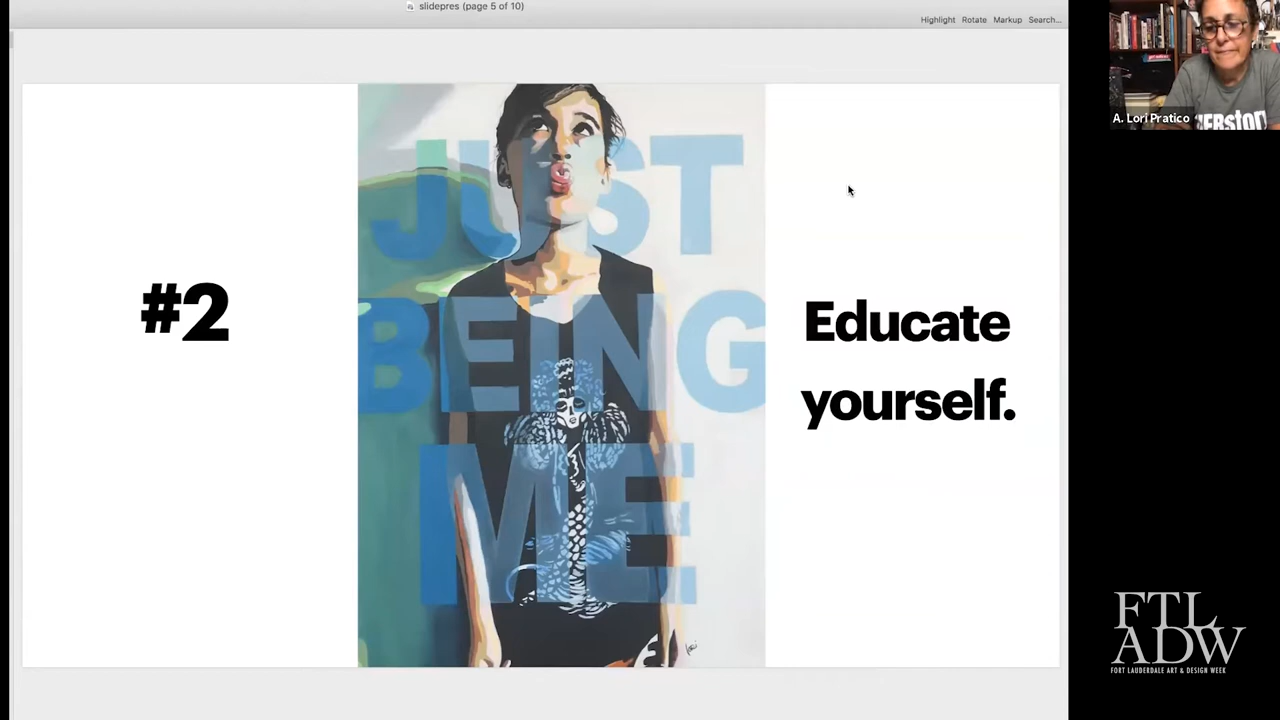 slidepres (page 5 of 10)
Highlight Rotate Markup Search...
A. Lori Pratico
#2
JUST
BEING
ME
Educate
yourself.
Lori
FTL
ADW
FORT LAUDERDALE ART & DESIGN WEEK